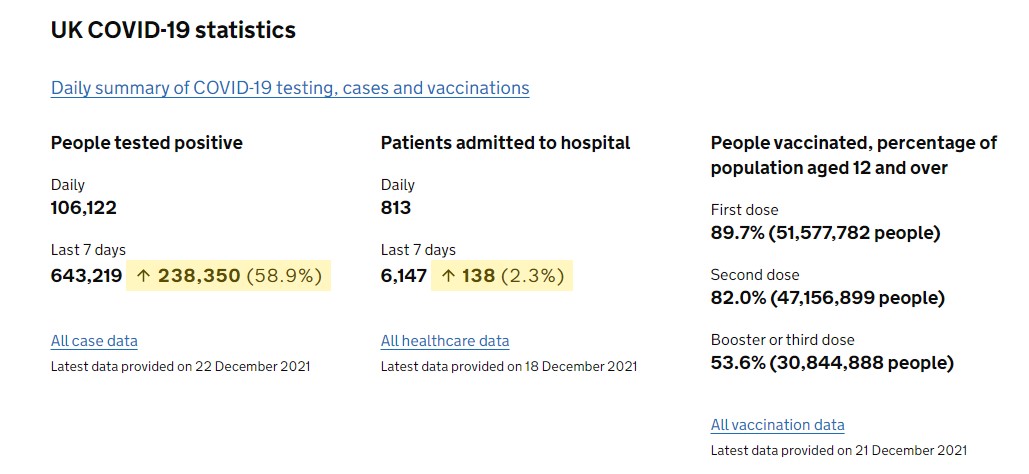 UK COVID-19 statistics
Daily summary of COVID-19 testing, cases and vaccinations
People tested positive
Daily
106,122
Last 7 days
643,219 ↑ 238,350 (58.9%)
All case data
Latest data provided on 22 December 2021
Patients admitted to hospital
Daily
813
Last 7 days
6,147 ↑ 138 (2.3%)
All healthcare data
Latest data provided on 18 December 2021
People vaccinated, percentage of
population aged 12 and over
First dose
89.7% (51,577,782 people)
Second dose
82.0% (47,156,899 people)
Booster or third dose
53.6% (30,844,888 people)
All vaccination data
Latest data provided on 21 December 2021